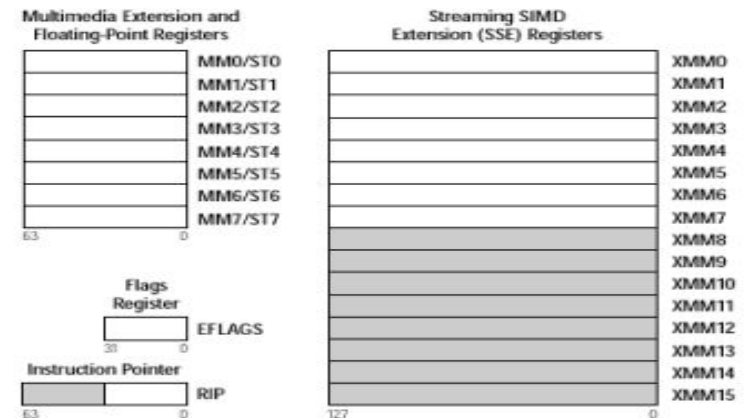 Multimedia Extension and
Floating-Point Registers
MM0/ST0
MM1/ST1
MM2/ST2
MM3/ST3
MM4/ST4
MM5/ST5
MM6/ST6
MM7/ST7
63 0
Flags
Register
EFLAGS
31 0
Instruction Pointer
RIP
63 0
Streaming SIMD
Extension (SSE) Registers
XMM0
XMM1
XMM2
XMM3
XMM4
XMM5
XMM6
XMM7
XMM8
XMM9
XMM10
XMM11
XMM12
XMM13
XMM14
XMM15
127 0